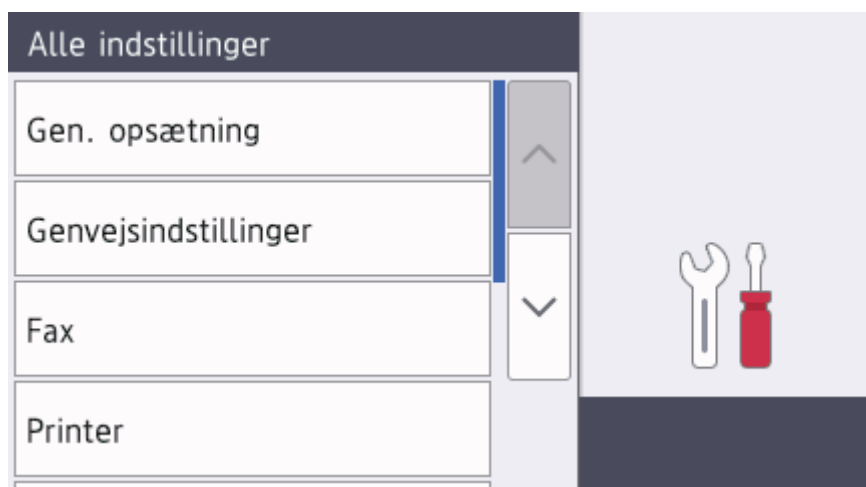 Alle indstillinger
Gen. opsætning
Genvejsindstillinger
Fax
Printer